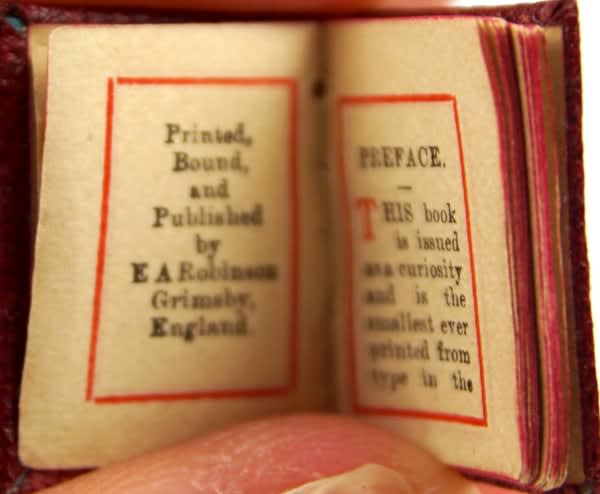 Printed,
Bound,
and
Published
by
E A Robinson
Grimsby,
England.
PREFACE.
THIS book
is issued
as a curiosity
and is the
smallest ever
printed from
type in the